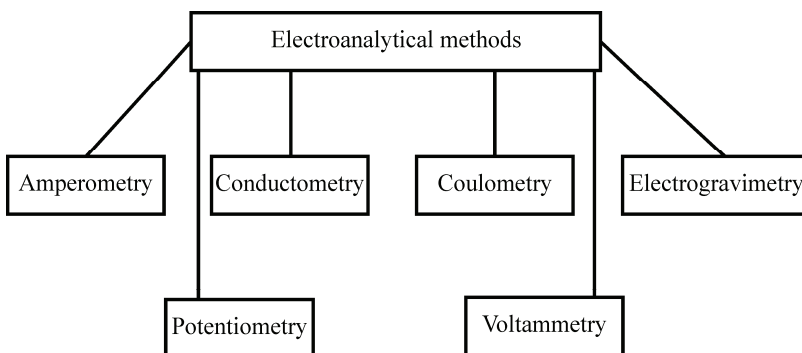 Electroanalytical methods
Amperometry
Conductometry
Coulometry
Electrogravimetry
Potentiometry
Voltammetry